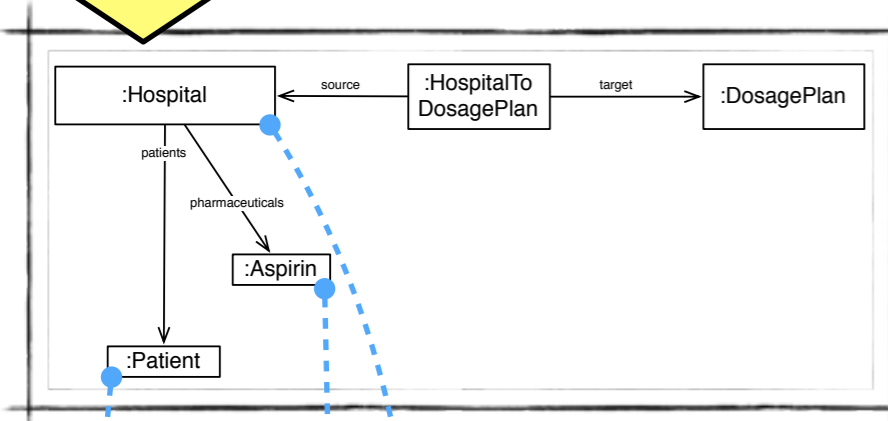 :Hospital
source
:HospitalTo
DosagePlan
target
:DosagePlan
patients
pharmaceuticals
:Aspirin
:Patient